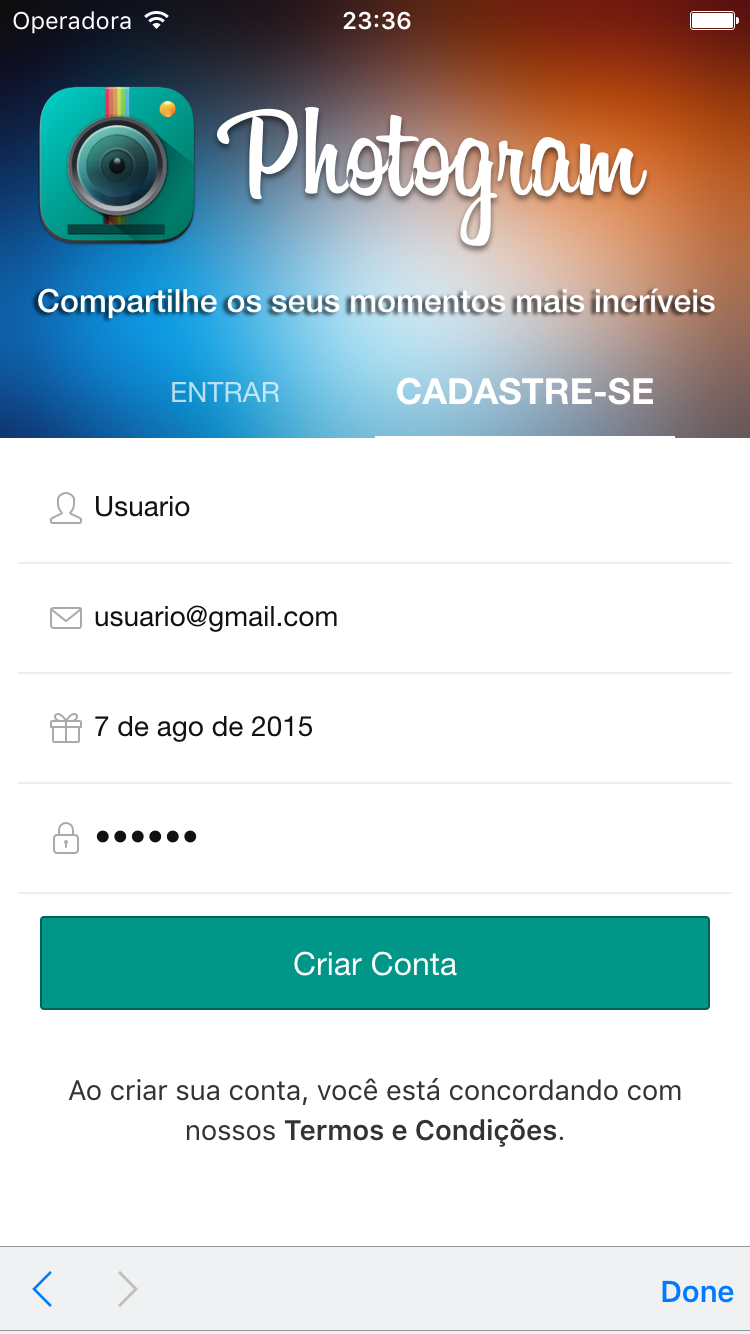 Operadora 23:36
Photogram
Compartilhe os seus momentos mais incríveis
ENTRAR CADASTRE-SE
Usuario
usuario@gmail.com
7 de ago de 2015
••••••
Criar Conta
Ao criar sua conta, você está concordando com
nossos Termos e Condições.
Done